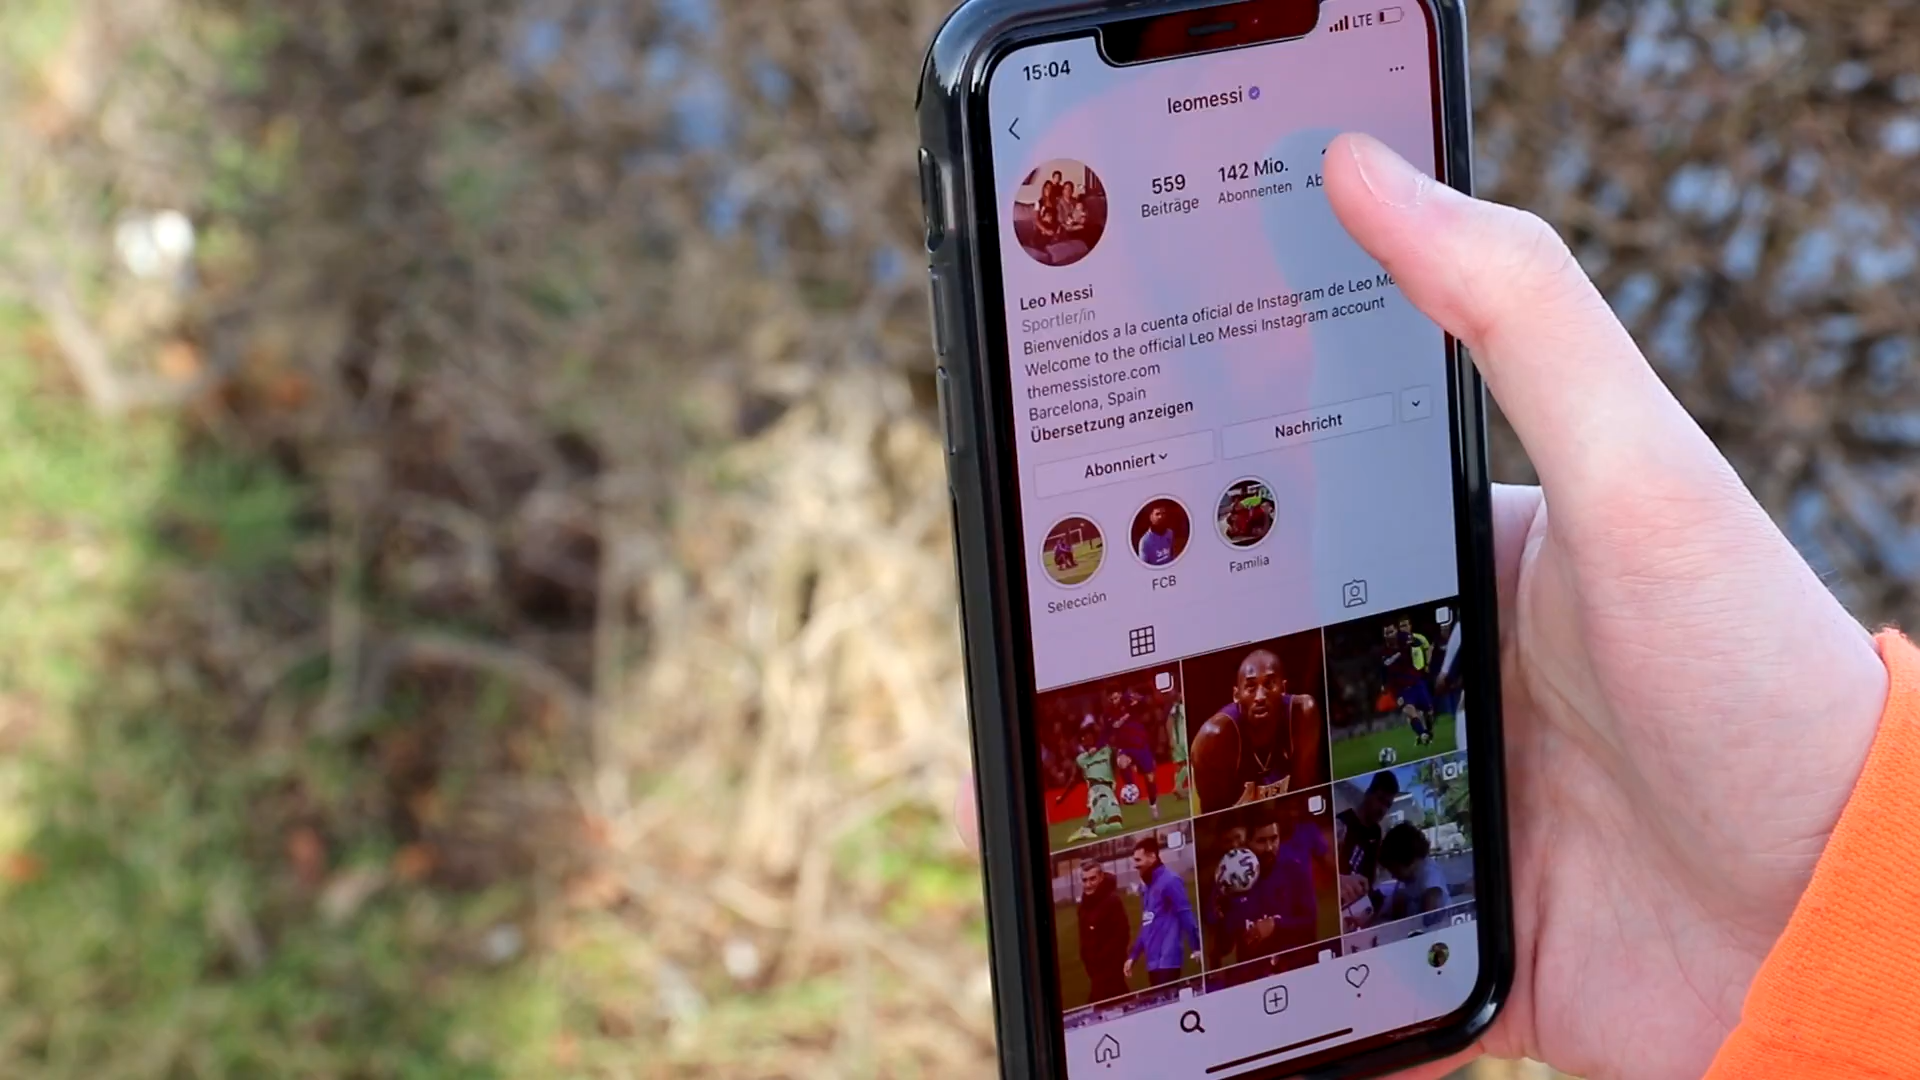 15:04
LTE
leomessi
559
142 Mio.
Beiträge
Abonnenten
Leo Messi
Sportler/in
Bienvenidos a la cuenta oficial de Instagram de Leo
Welcome to the official Leo Messi Instagram account
themessistore.com
Barcelona, Spain
Übersetzung anzeigen
Abonniert
Nachricht
Selección
FCB
Familia